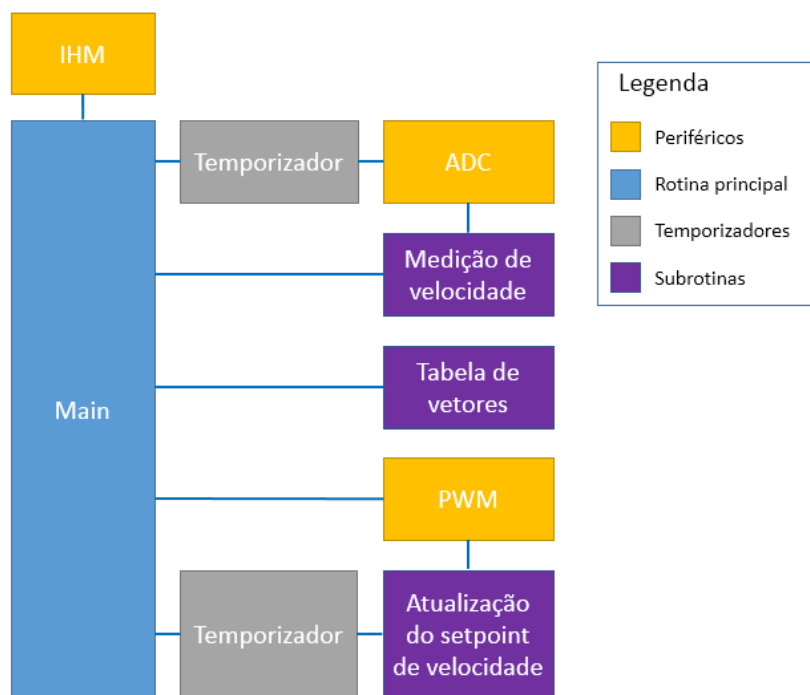 IHM
Main
Temporizador
ADC
Medição de
velocidade
Tabela de
vetores
PWM
Temporizador
Atualização
do setpoint
de velocidade
Legenda
Periféricos
Rotina principal
Temporizadores
Subrotinas